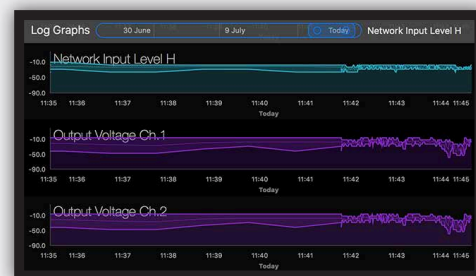 Log Graphs 30 June 9 July Today Network Input Level H
Network Input Level H
-10.0
-50.0
-90.0
11:35 11:36 11:37 11:38 11:39 11:40 11:41 11:42 11:43 11:44 11:45
Today
Output Voltage Ch.1
-10.0
-50.0
-90.0
11:35 11:36 11:37 11:38 11:39 11:40 11:41 11:42 11:43 11:44 11:45
Today
Output Voltage Ch.2
-10.0
-50.0
-90.0
11:35 11:36 11:37 11:38 11:39 11:40 11:41 11:42 11:43 11:44 11:45
Today